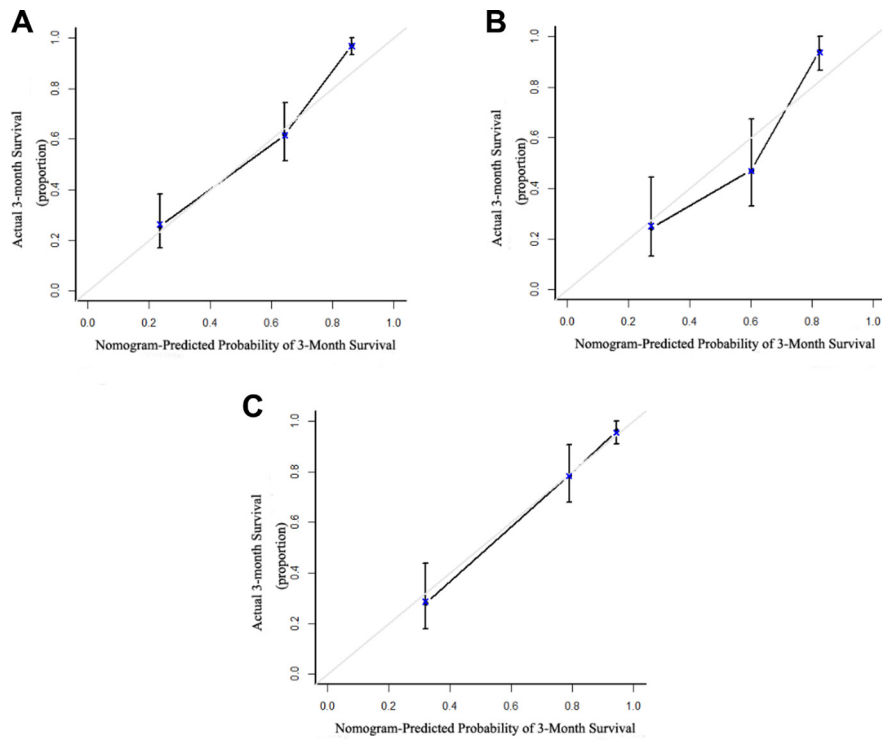 A
Actual 3-month Survival
(proportion)
0.0 0.2 0.4 0.6 0.8 1.0
0.0 0.2 0.4 0.6 0.8 1.0
Nomogram-Predicted Probability of 3-Month Survival
B
Actual 3-month Survival
(proportion)
0.0 0.2 0.4 0.6 0.8 1.0
0.0 0.2 0.4 0.6 0.8 1.0
Nomogram-Predicted Probability of 3-Month Survival
C
Actual 3-month Survival
(proportion)
0.0 0.2 0.4 0.6 0.8 1.0
0.0 0.2 0.4 0.6 0.8 1.0
Nomogram-Predicted Probability of 3-Month Survival